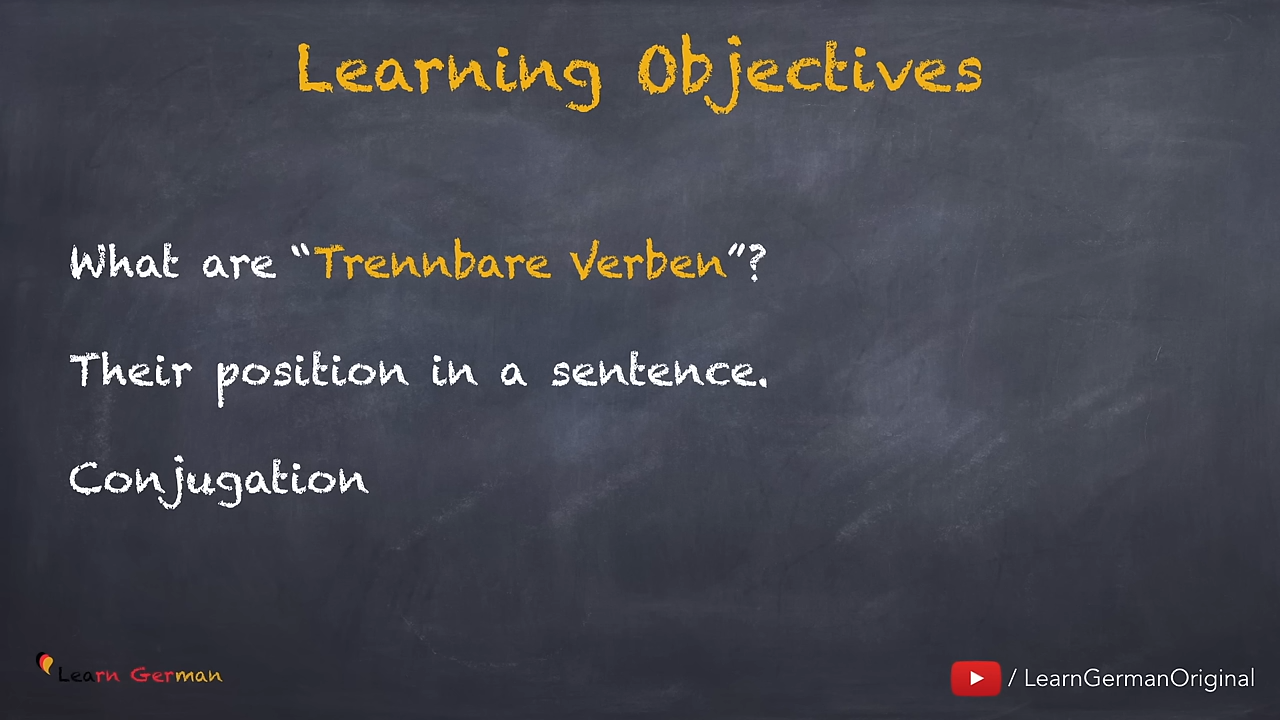 Learning Objectives
What are “Trennbare Verben”?
Their position in a sentence.
Conjugation
Learn German
/ LearnGermanOriginal